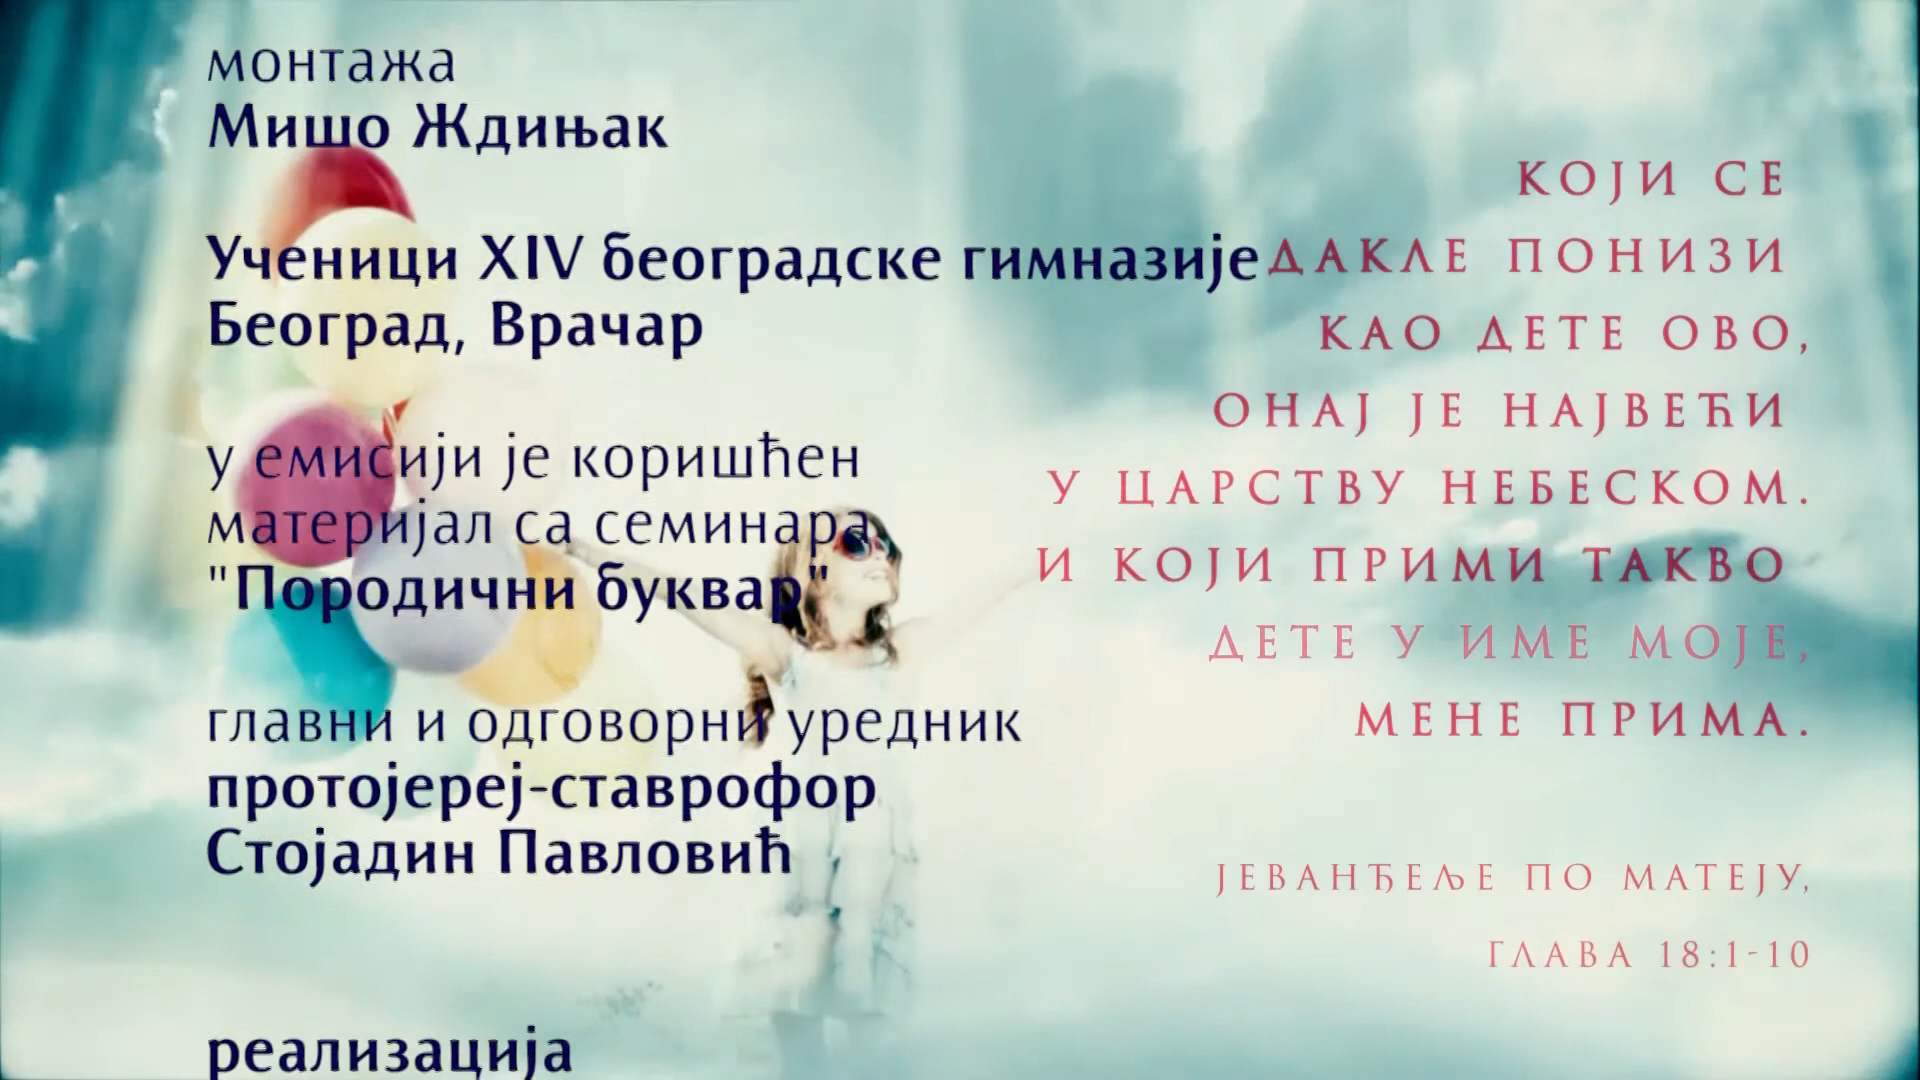 монтажа
Мишо Ждињак
Ученици XIV београдске гимназије
Београд, Врачар
у емисији је коришћен
материјал са семинара
"Породични буквар"
главни и одговорни уредник
протојереј-ставрофор
Стојадин Павловић
реализација
КОЈИ СЕ
ДАКЛЕ ПОНИЗИ
КАО ДЕТЕ ОВО,
ОНАЈ ЈЕ НАЈВЕЋИ
У ЦАРСТВУ НЕБЕСКОМ.
И КОЈИ ПРИМИ ТАКВО
ДЕТЕ У ИМЕ МОЈЕ,
МЕНЕ ПРИМА.
ЈЕВАНЂЕЉЕ ПО МАТЕЈУ,
ГЛАВА 18:1-10